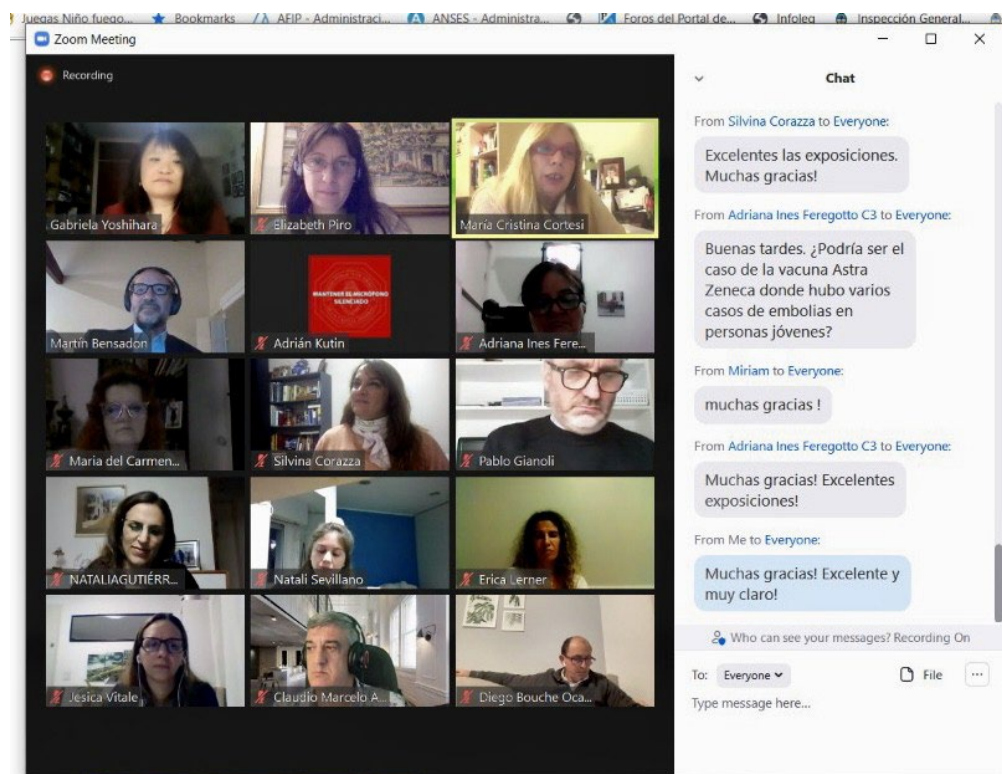 Juegas Niño fuego...
Bookmarks
AFIP - Administraci...
ANSES - Administra...
Foros del Portal de...
Infoleg
Inspección General...
Zoom Meeting
Recording
Gabriela Yoshihara
Elizabeth Piro
María Cristina Cortesi
Martín Bensadon
MANTENER EL MICRÓFONO
SILENCIADO
Adrián Kutin
Adriana Ines Fere...
Maria del Carmen...
Silvina Corazza
Pablo Gianoli
NATALIAGUTIÉRR...
Natali Sevillano
Erica Lerner
Jesica Vitale
Claudio Marcelo A...
Diego Bouche Oca...
Chat
From Silvina Corazza to Everyone:
Excelentes las exposiciones.
Muchas gracias!
From Adriana Ines Feregotto C3 to Everyone:
Buenas tardes. ¿Podría ser el
caso de la vacuna Astra
Zeneca donde hubo varios
casos de embolias en
personas jóvenes?
From Miriam to Everyone:
muchas gracias !
From Adriana Ines Feregotto C3 to Everyone:
Muchas gracias! Excelentes
exposiciones!
From Me to Everyone:
Muchas gracias! Excelente y
muy claro!
Who can see your messages? Recording On
To: Everyone
File
Type message here...